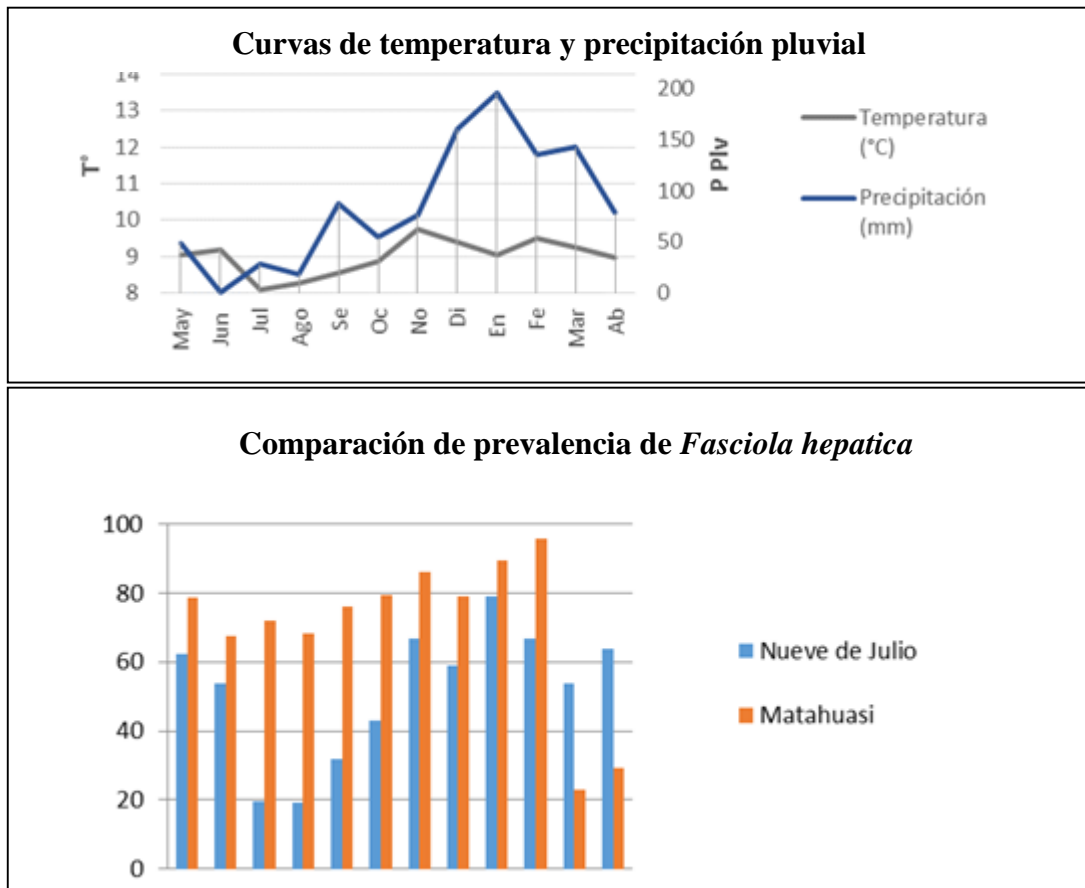 Curvas de temperatura y precipitación pluvial
14
13
12
11
10
9
8
T°
200
150
100
50
0
P Plv
May
Jun
Jul
Ago
Se
Oc
No
Di
En
Fe
Mar
Ab
Temperatura
(°C)
Precipitación
(mm)
Comparación de prevalencia de Fasciola hepatica
100
80
60
40
20
0
Nueve de Julio
Matahuasi